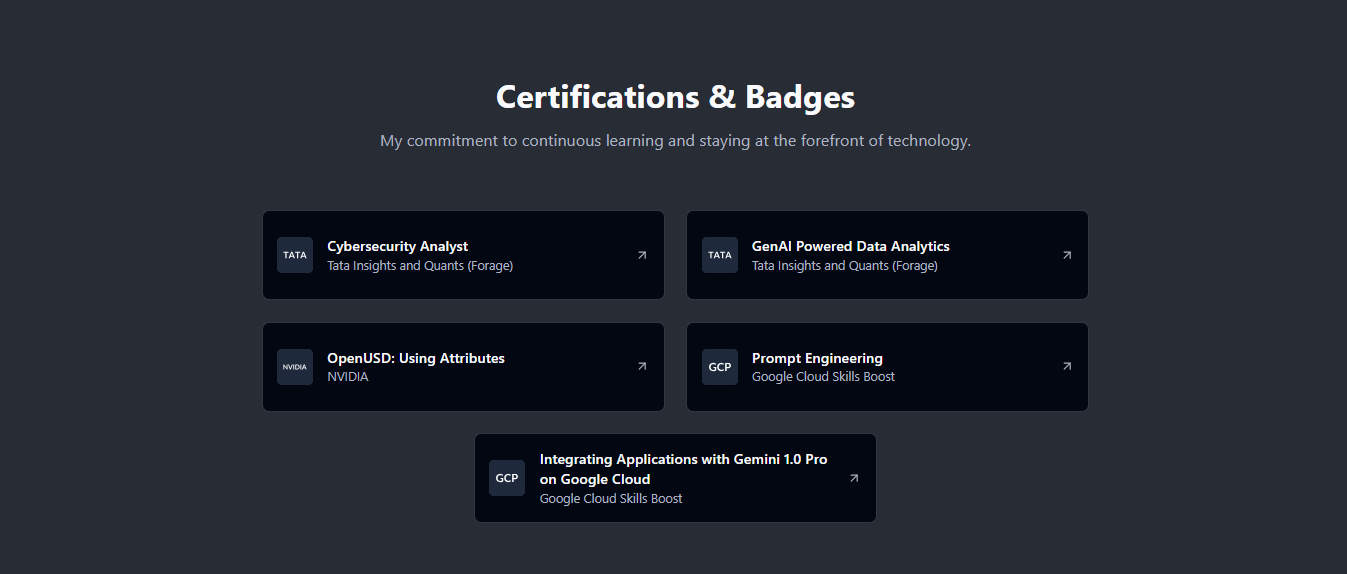 Certifications & Badges
My commitment to continuous learning and staying at the forefront of technology.
TATA
Cybersecurity Analyst
Tata Insights and Quants (Forage)
TATA
GenAI Powered Data Analytics
Tata Insights and Quants (Forage)
NVIDIA
OpenUSD: Using Attributes
NVIDIA
GCP
Prompt Engineering
Google Cloud Skills Boost
GCP
Integrating Applications with Gemini 1.0 Pro
on Google Cloud
Google Cloud Skills Boost